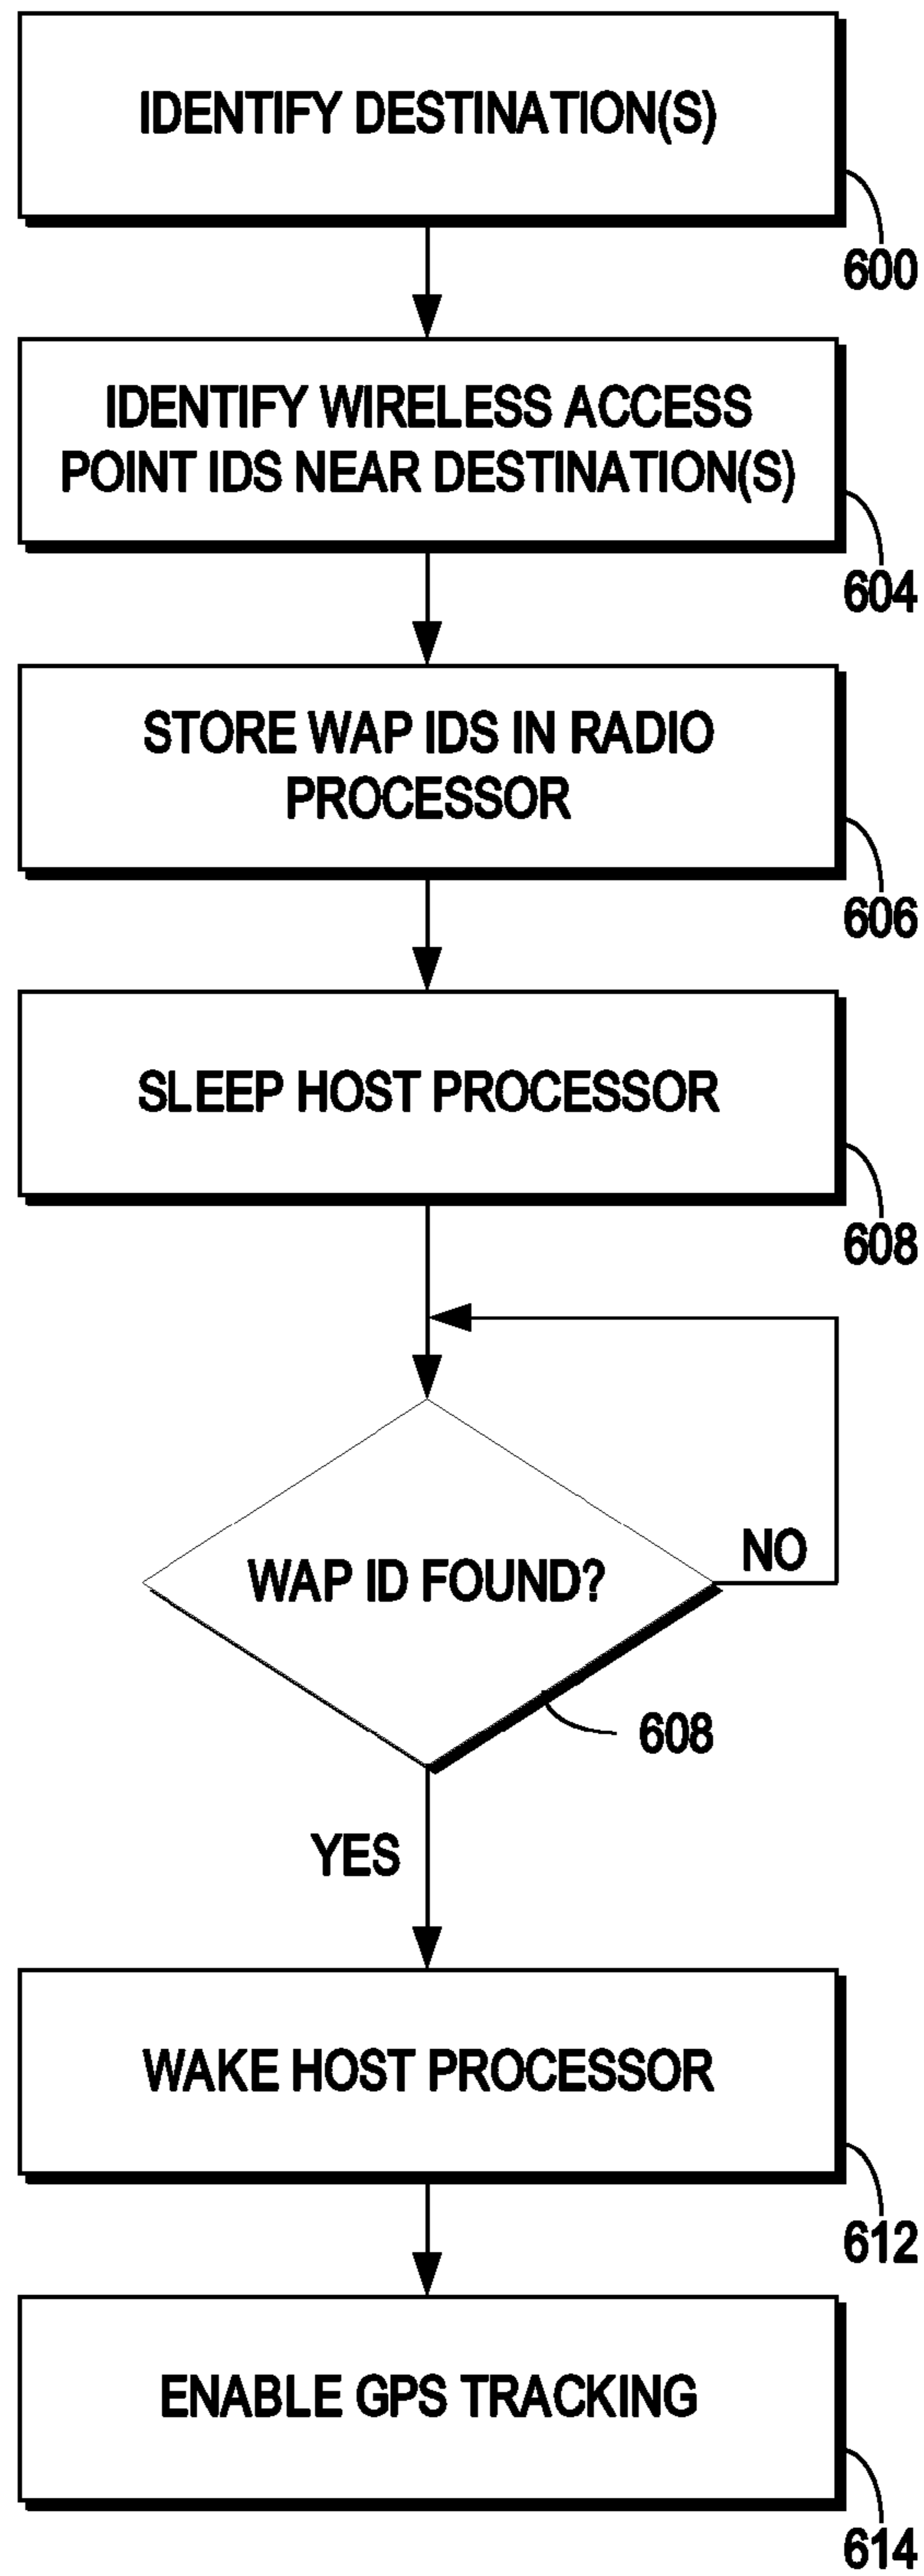 IDENTIFY DESTINATION(S)
600
IDENTIFY WIRELESS ACCESS
POINT IDS NEAR DESTINATION(S)
604
STORE WAP IDS IN RADIO
PROCESSOR
606
SLEEP HOST PROCESSOR
608
WAP ID FOUND?
NO
608
YES
WAKE HOST PROCESSOR
612
ENABLE GPS TRACKING
614